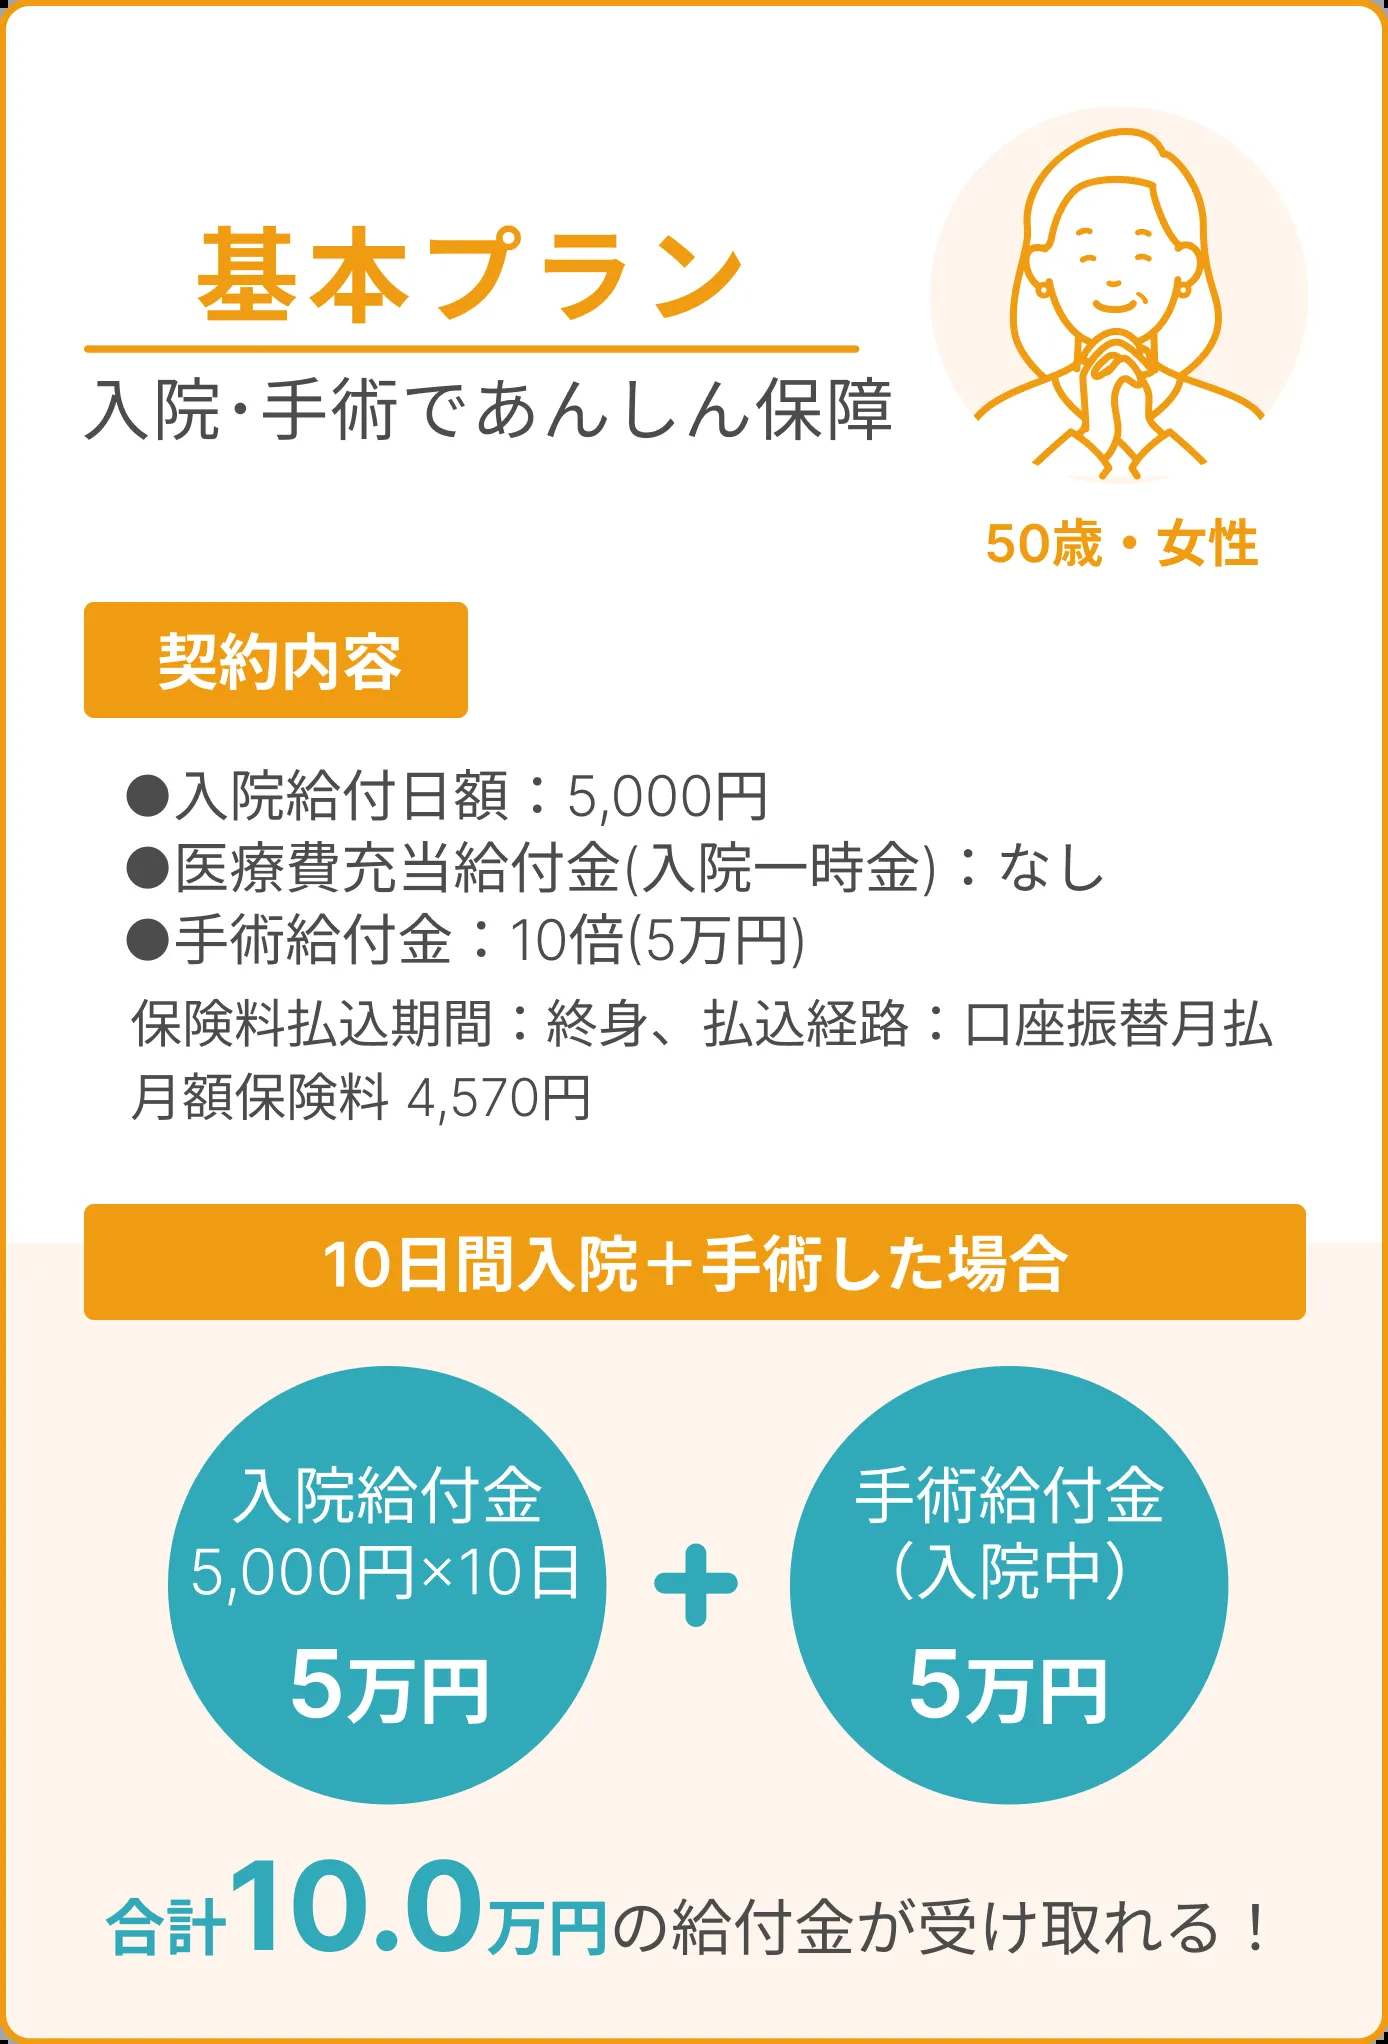 基本プラン
入院･手術であんしん保障
50歳・女性
契約内容
●入院給付日額：5,000円
●医療費充当給付金(入院一時金)：なし
●手術給付金：10倍(5万円)
保険料払込期間：終身、払込経路：口座振替月払
月額保険料 4,570円
10日間入院＋手術した場合
入院給付金
5,000円×10日
5万円
+
手術給付金
（入院中）
5万円
合計10.0万円の給付金が受け取れる！